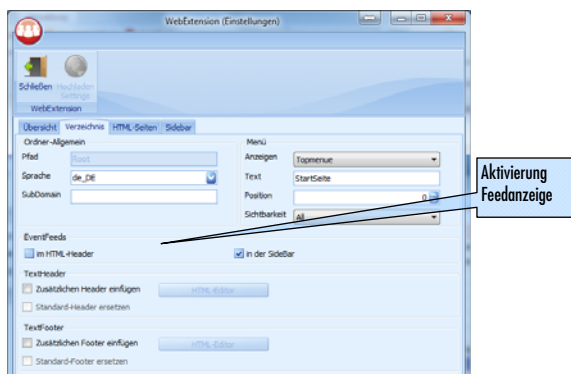 WebExtension (Einstellungen)
Schließen
Hochladen
Settings
WebExtension
Übersicht Verzeichnis HTML-Seiten Sidebar
Ordner-Allgemein
Pfad Root
Sprache de_DE
SubDomain
Menü
Anzeigen Topmenue
Text StartSeite
Position 0
Sichtbarkeit All
Aktivierung
Feedanzeige
EventFeeds
im HTML-Header
in der SideBar
TextHeader
Zusätzlichen Header einfügen HTML-Editor
Standard-Header ersetzen
TextFooter
Zusätzlichen Footer einfügen HTML-Editor
Standard-Footer ersetzen